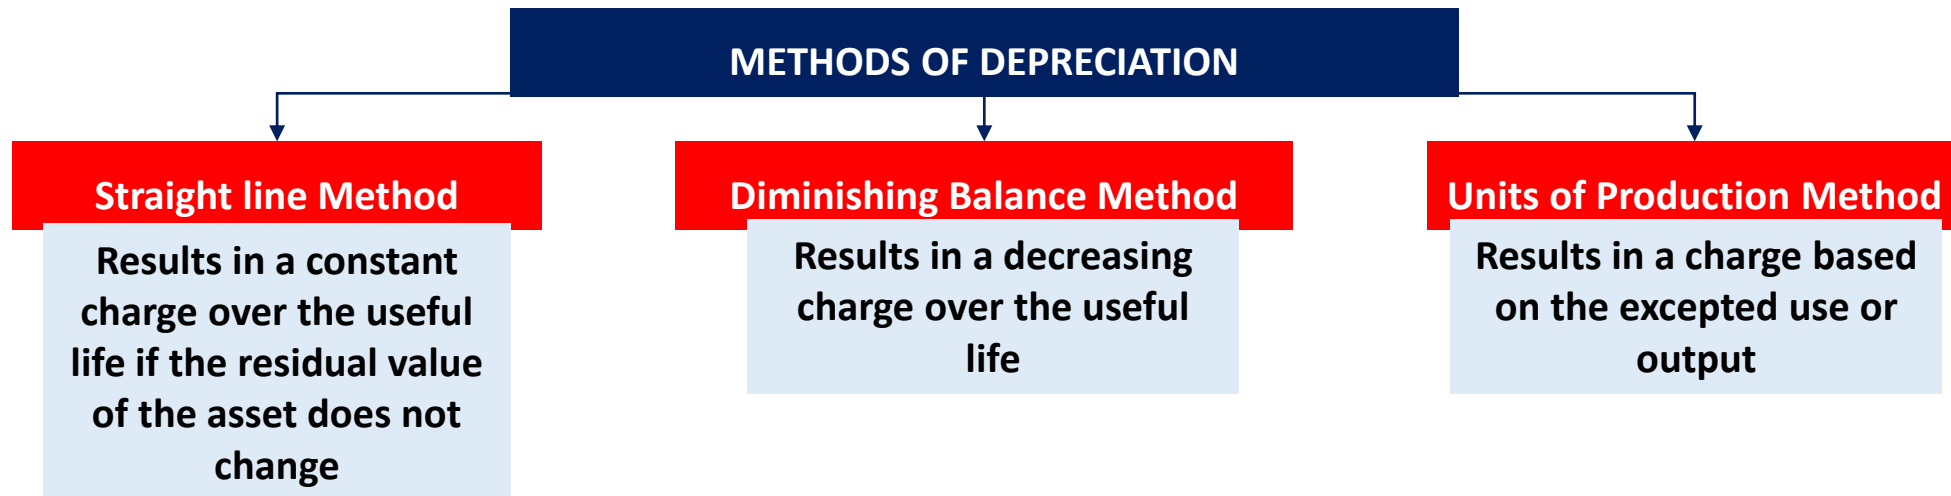 METHODS OF DEPRECIATION
Straight line Method
Results in a constant
charge over the useful
life if the residual value
of the asset does not
change
Diminishing Balance Method
Results in a decreasing
charge over the useful
life
Units of Production Method
Results in a charge based
on the excepted use or
output